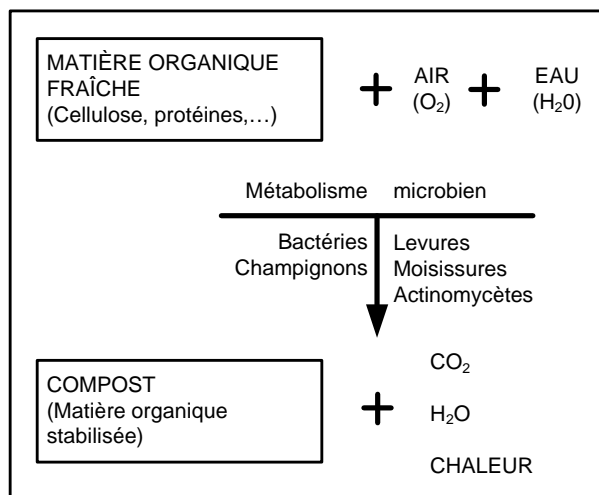 MATIÈRE ORGANIQUE
FRAÎCHE
(Cellulose, protéines,…)
AIR
(O₂)
EAU
(H₂0)
Métabolisme microbien
Bactéries
Champignons
Levures
Moisissures
Actinomycètes
COMPOST
(Matière organique
stabilisée)
CO₂
H₂O
CHALEUR